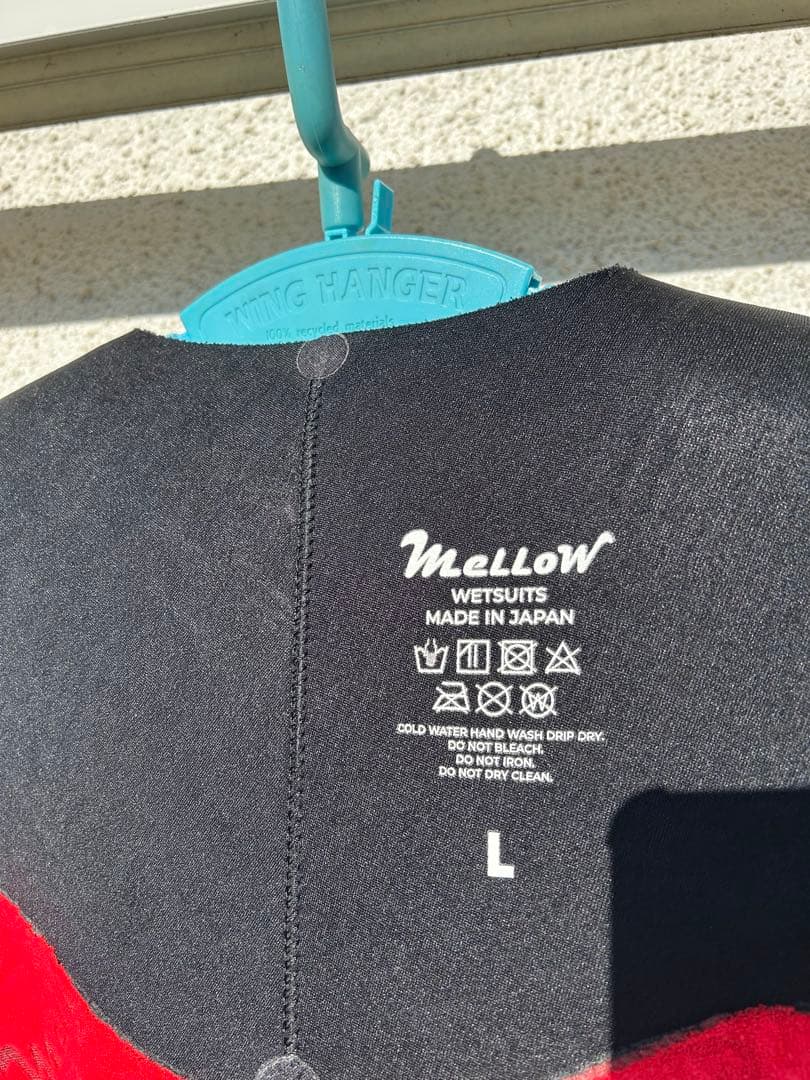 WING HANGER
100% recycled materials
melloW
WETSUITS
MADE IN JAPAN
W
COLD WATER HAND WASH DRIP DRY.
DO NOT BLEACH.
DO NOT IRON.
DO NOT DRY CLEAN.
L